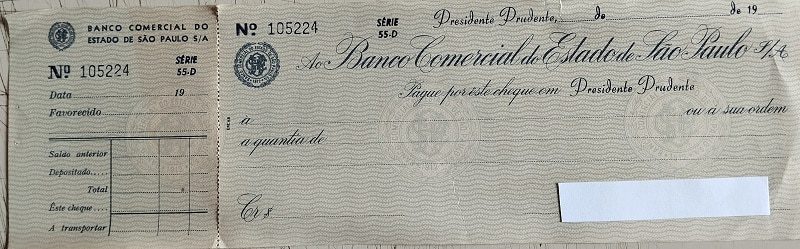 BANCO COMERCIAL DO
ESTADO DE SÃO PAULO S/A
Nº 105224 SÉRIE
55-D
Data 19
Favorecido
Saldo anterior
Depositado
Total
Êste cheque
A transportar
Nº 105224 SÉRIE
55-D
Presidente Prudente, de de 19
Ao Banco Comercial do Estado de São Paulo S/A
Pague por êste cheque em Presidente Prudente
a ou a sua ordem
a quantia de
Cr $